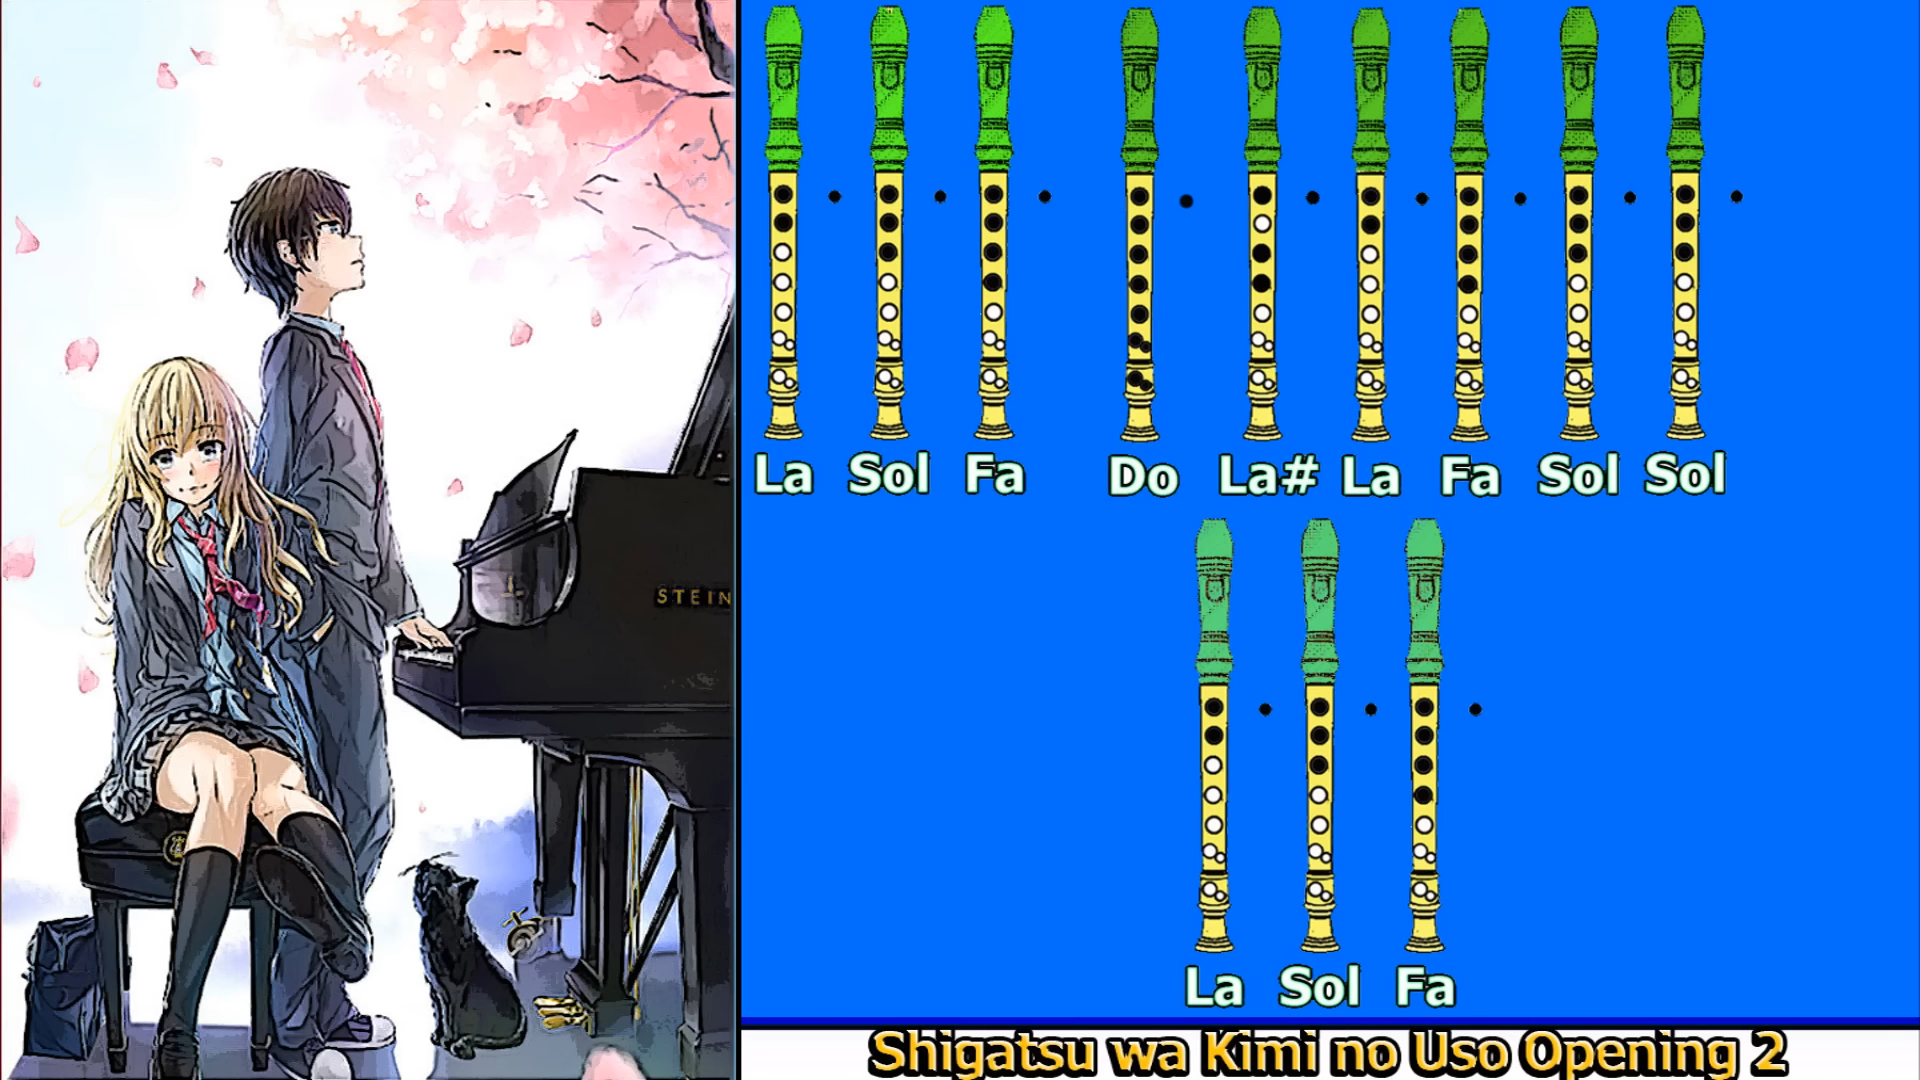 STEIN
La Sol Fa Do La# La Fa Sol Sol
La Sol Fa
Shigatsu wa Kimi no Uso Opening 2